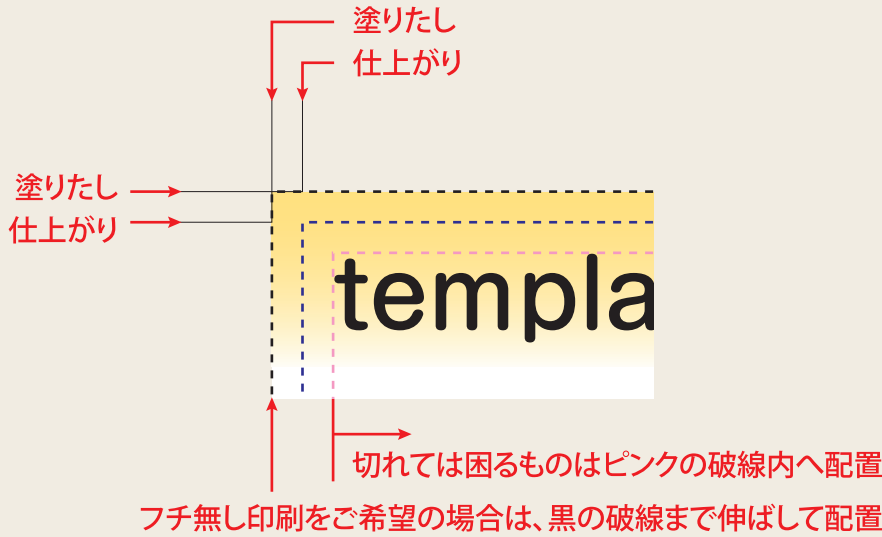 塗りたし
仕上がり
塗りたし
仕上がり
templa
切れては困るものはピンクの破線内へ配置
フチ無し印刷をご希望の場合は、黒の破線まで伸ばして配置